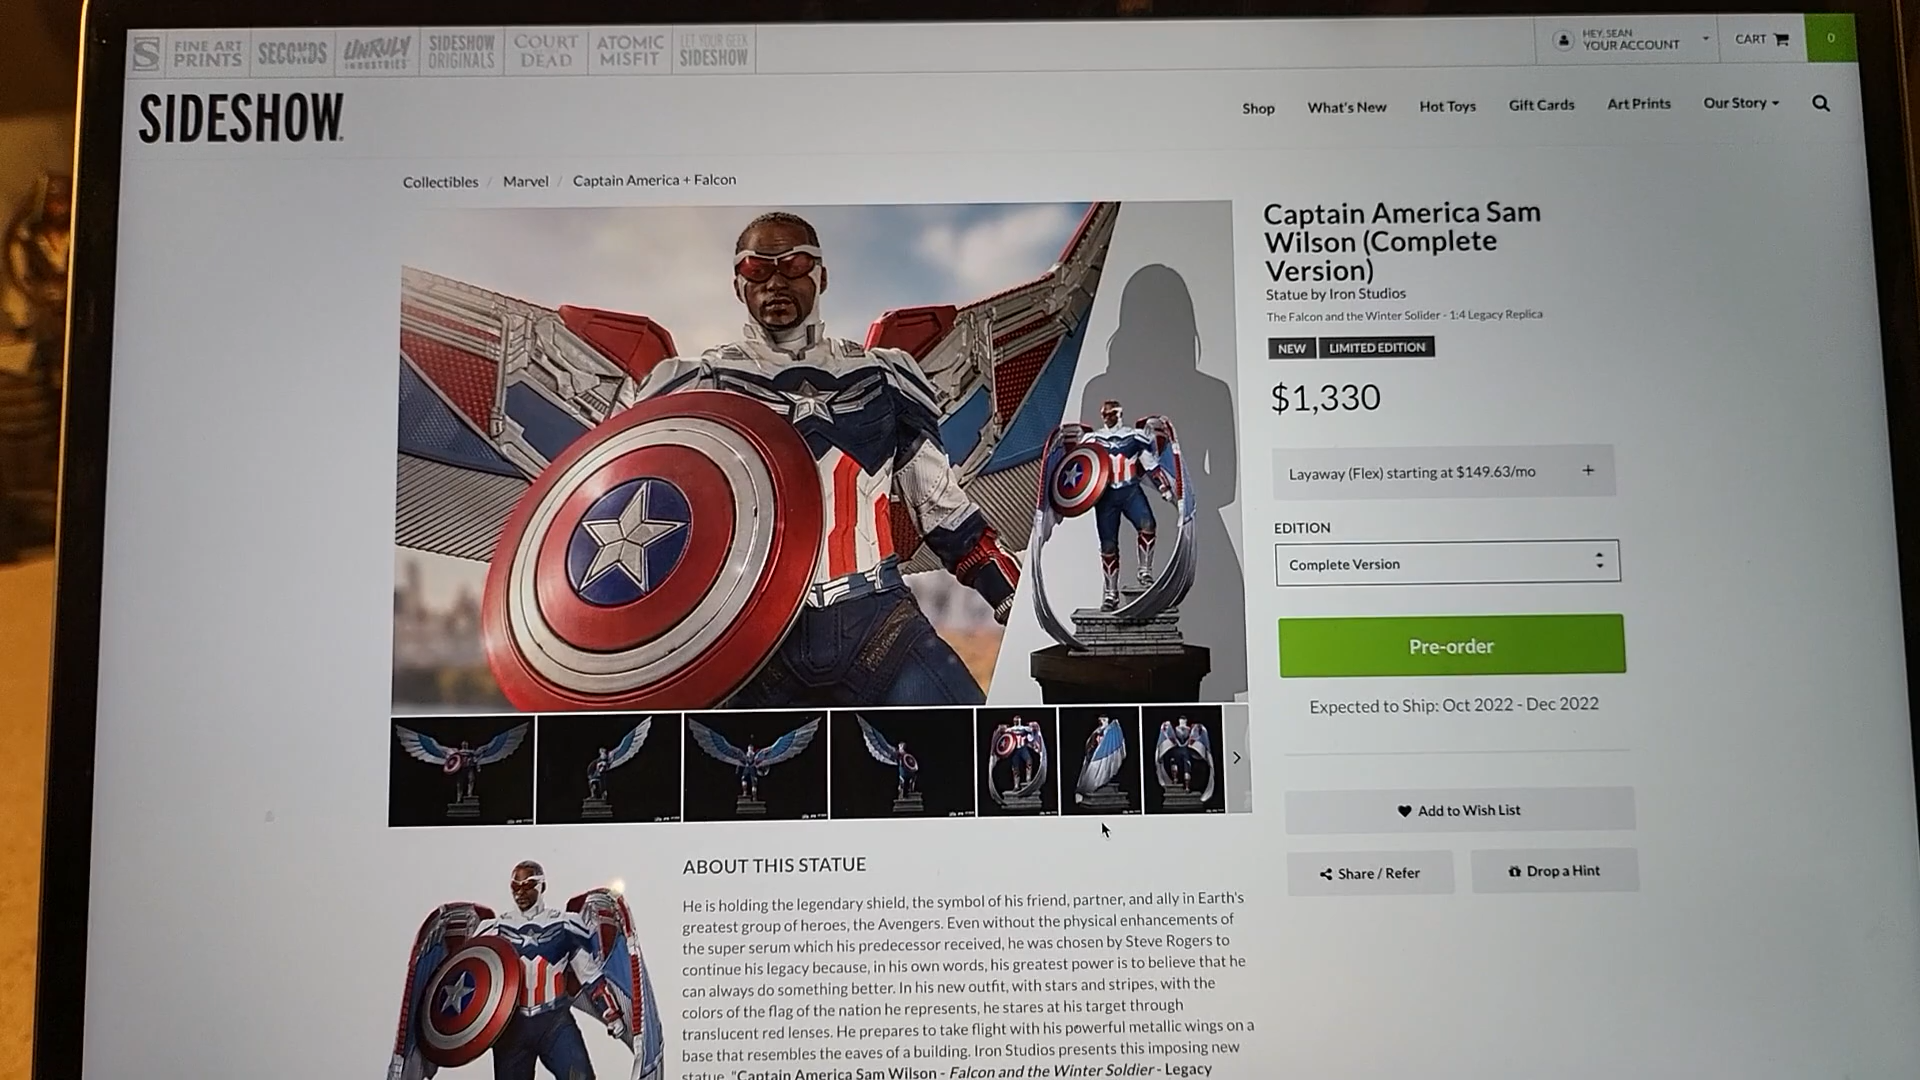 FINE ART
PRINTS
SECONDS
UNRULY
INDUSTRIES
SIDESHOW
ORIGINALS
COURT
DEAD
ATOMIC
MISFIT
LET YOUR GEEK
SIDESHOW
HEY, SEAN
YOUR ACCOUNT
CART
0
SIDESHOW
Shop
What's New
Hot Toys
Gift Cards
Art Prints
Our Story
Collectibles / Marvel / Captain America + Falcon
Captain America Sam
Wilson (Complete
Version)
Statue by Iron Studios
The Falcon and the Winter Solider - 1:4 Legacy Replica
NEW
LIMITED EDITION
$1,330
Layaway (Flex) starting at $149.63/mo +
EDITION
Complete Version
Pre-order
Expected to Ship: Oct 2022 - Dec 2022
Add to Wish List
Share / Refer
Drop a Hint
ABOUT THIS STATUE
He is holding the legendary shield, the symbol of his friend, partner, and ally in Earth's
greatest group of heroes, the Avengers. Even without the physical enhancements of
the super serum which his predecessor received, he was chosen by Steve Rogers to
continue his legacy because, in his own words, his greatest power is to believe that he
can always do something better. In his new outfit, with stars and stripes, with the
colors of the flag of the nation he represents, he stares at his target through
translucent red lenses. He prepares to take flight with his powerful metallic wings on a
base that resembles the eaves of a building. Iron Studios presents this imposing new
statue, "Captain America Sam Wilson - Falcon and the Winter Soldier - Legacy